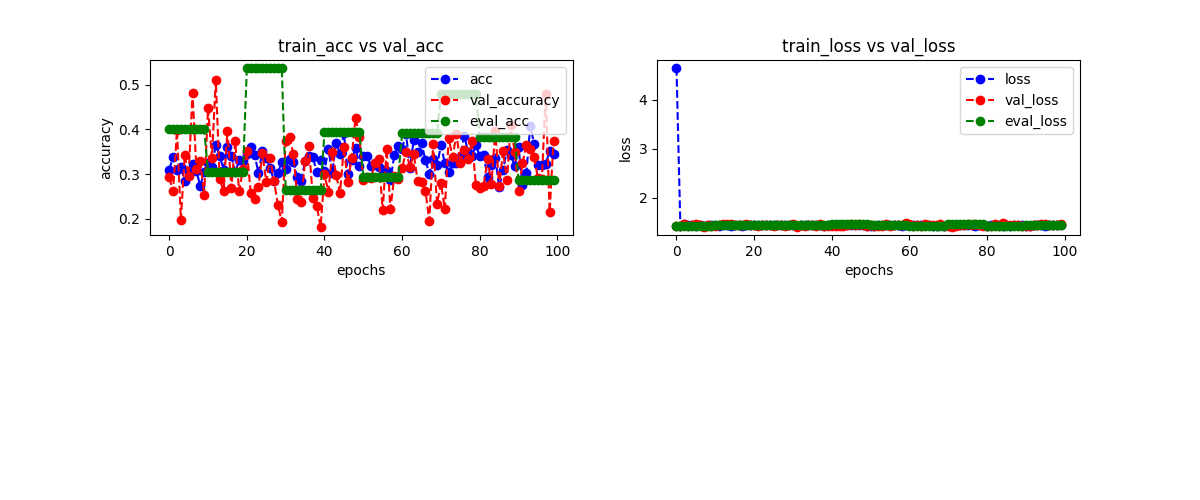 train_acc vs val_acc
accuracy
0.5
0.4
0.3
0.2
acc
val_accuracy
eval_acc
0
20
40
60
80
100
epochs
train_loss vs val_loss
loss
4
3
2
loss
val_loss
eval_loss
0
20
40
60
80
100
epochs